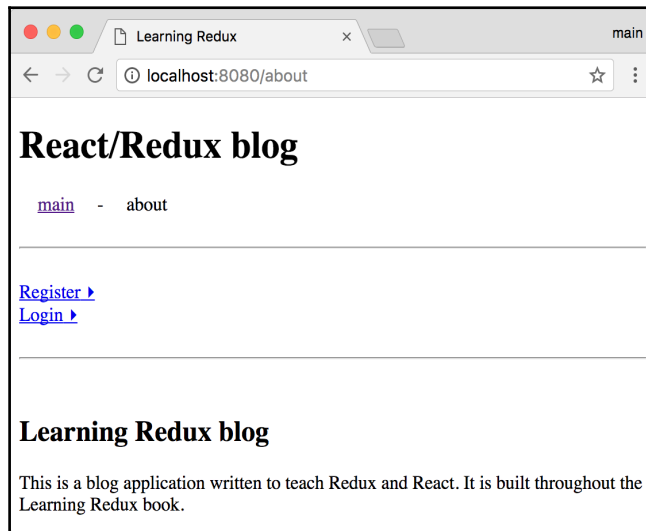 Learning Redux
main
localhost:8080/about
React/Redux blog
main - about
Register
Login
Learning Redux blog
This is a blog application written to teach Redux and React. It is built throughout the
Learning Redux book.